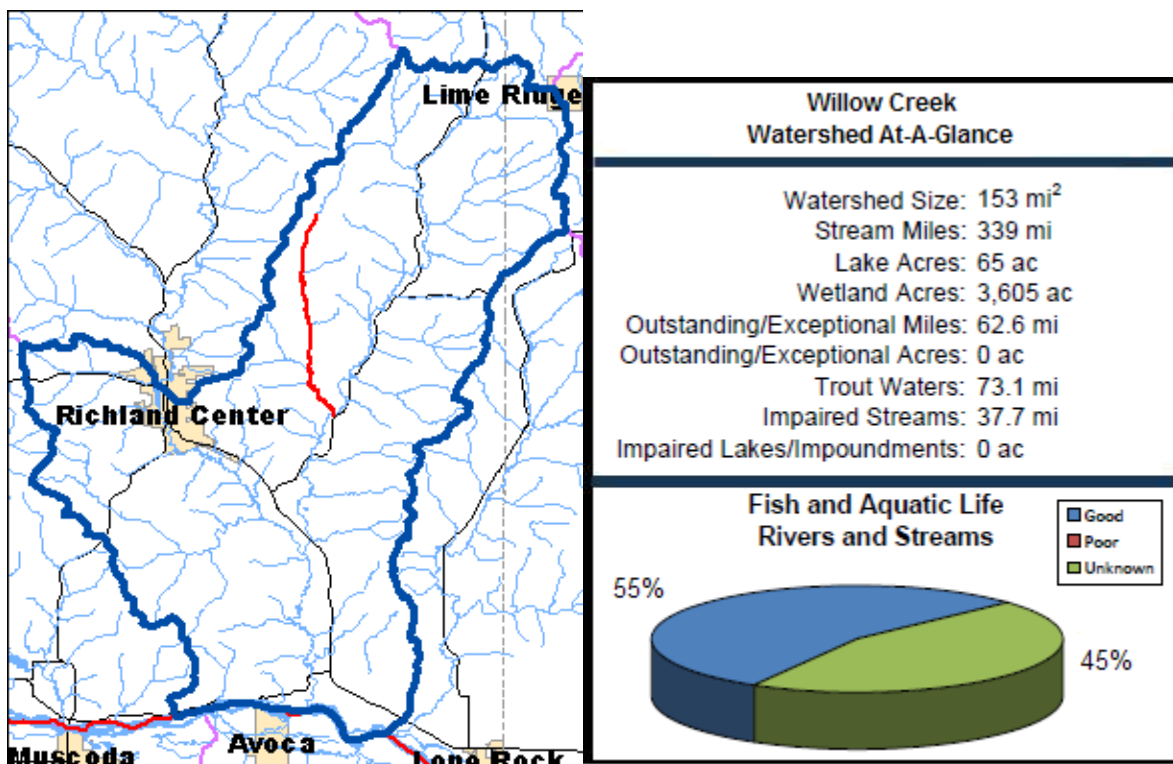 Lime Ridge
Richland Center
Muscoda
Avoca
Lone Rock
Willow Creek
Watershed At-A-Glance
Watershed Size: 153 mi²
Stream Miles: 339 mi
Lake Acres: 65 ac
Wetland Acres: 3,605 ac
Outstanding/Exceptional Miles: 62.6 mi
Outstanding/Exceptional Acres: 0 ac
Trout Waters: 73.1 mi
Impaired Streams: 37.7 mi
Impaired Lakes/Impoundments: 0 ac
Fish and Aquatic Life
Rivers and Streams
Good
Poor
Unknown
55%
45%